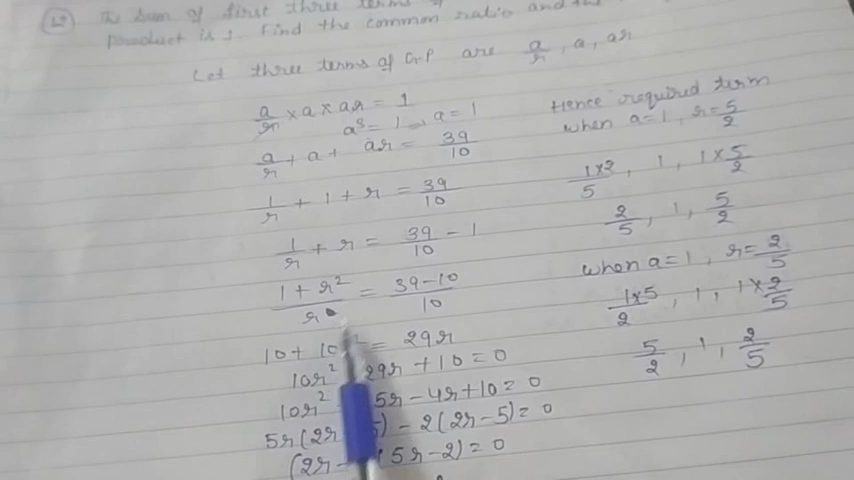 The sum of first three terms
product is 1. Find the common ratio and the
Let three terms of G.P are a/r, a, ar
a/r × a × ar = 1
a³ = 1, a = 1
a/r + a + ar = 39/10
1/r + 1 + r = 39/10
1/r + r = 39/10 - 1
(1 + r²)/r = (39-10)/10
10 + 10 ² = 29r
10r² 29r + 10 = 0
10r² 5r - 4r + 10 = 0
5r(2r 5) - 2(2r - 5) = 0
(2r - (5r - 2) = 0
Hence required term
when a = 1, r = 5/2
(1×2)/5, 1, 1 × 5/2
2/5, 1, 5/2
when a = 1, r = 2/5
(1×5)/2, 1, 1 × 2/5
5/2, 1, 2/5